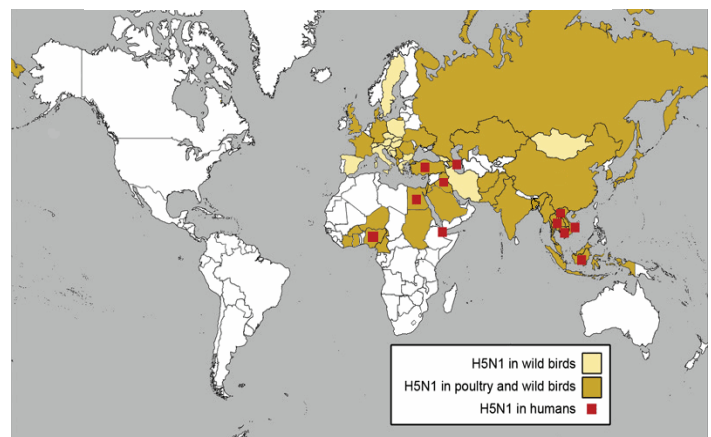 H5N1 in wild birds
H5N1 in poultry and wild birds
H5N1 in humans